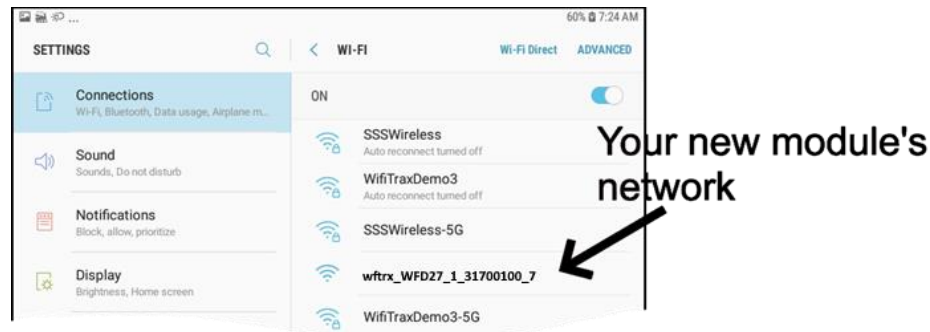 ... 60% 7:24 AM
SETTINGS
Connections
Wi-Fi, Bluetooth, Data usage, Airplane m...
Sound
Sounds, Do not disturb
Notifications
Block, allow, prioritize
Display
Brightness, Home screen
WI-FI Wi-Fi Direct ADVANCED
ON
SSSWireless
Auto reconnect turned off
WifiTraxDemo3
Auto reconnect turned off
SSSWireless-5G
wftrx_WFD27_1_31700100_7
WifiTraxDemo3-5G
Your new module's
network